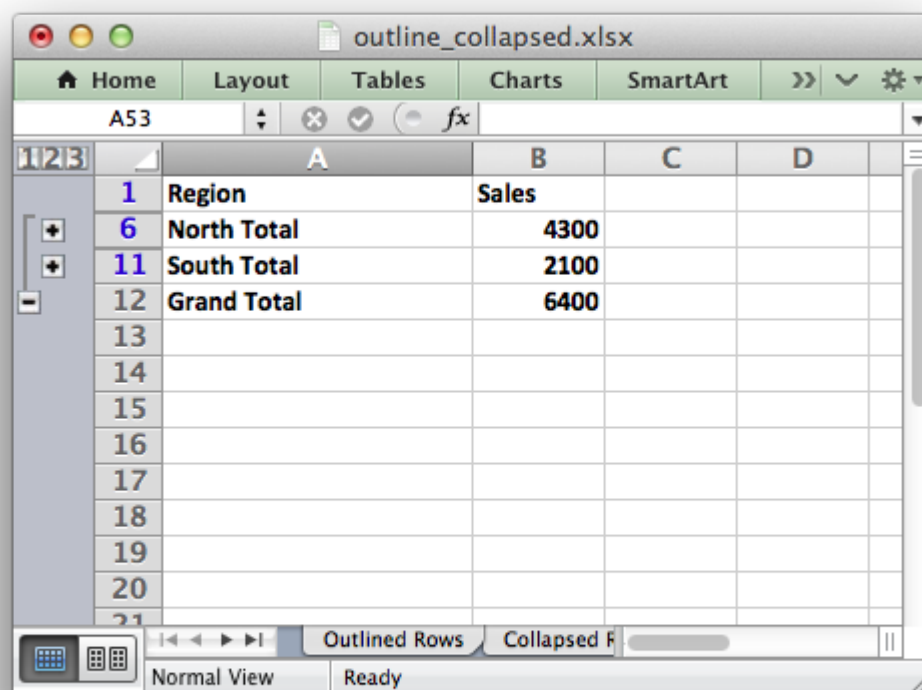 outline_collapsed.xlsx
Home Layout Tables Charts SmartArt
A53 fx
1 2 3 A B C D
1 Region Sales
6 North Total 4300
11 South Total 2100
12 Grand Total 6400
13
14
15
16
17
18
19
20
21
Outlined Rows Collapsed
Normal View Ready